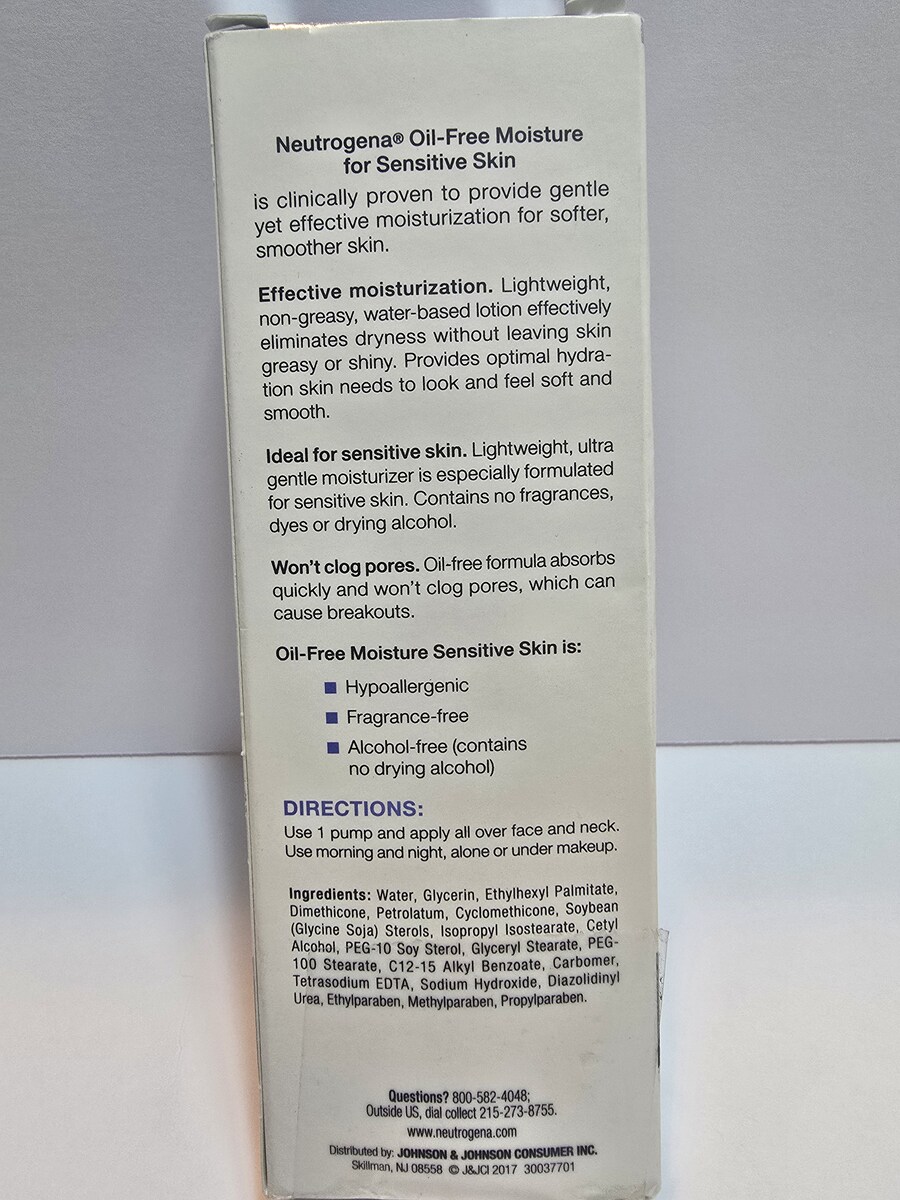 Neutrogena® Oil-Free Moisture
for Sensitive Skin
is clinically proven to provide gentle
yet effective moisturization for softer,
smoother skin.
Effective moisturization. Lightweight,
non-greasy, water-based lotion effectively
eliminates dryness without leaving skin
greasy or shiny. Provides optimal hydra-
tion skin needs to look and feel soft and
smooth.
Ideal for sensitive skin. Lightweight, ultra
gentle moisturizer is especially formulated
for sensitive skin. Contains no fragrances,
dyes or drying alcohol.
Won't clog pores. Oil-free formula absorbs
quickly and won't clog pores, which can
cause breakouts.
Oil-Free Moisture Sensitive Skin is:
■ Hypoallergenic
■ Fragrance-free
■ Alcohol-free (contains
no drying alcohol)
DIRECTIONS:
Use 1 pump and apply all over face and neck.
Use morning and night, alone or under makeup.
Ingredients: Water, Glycerin, Ethylhexyl Palmitate,
Dimethicone, Petrolatum, Cyclomethicone, Soybean
(Glycine Soja) Sterols, Isopropyl Isostearate, Cetyl
Alcohol, PEG-10 Soy Sterol, Glyceryl Stearate, PEG-
100 Stearate, C12-15 Alkyl Benzoate, Carbomer,
Tetrasodium EDTA, Sodium Hydroxide, Diazolidinyl
Urea, Ethylparaben, Methylparaben, Propylparaben.
Questions? 800-582-4048;
Outside US, dial collect 215-273-8755.
www.neutrogena.com
Distributed by: JOHNSON & JOHNSON CONSUMER INC.
Skillman, NJ 08558 © J&JCI 2017 30037701